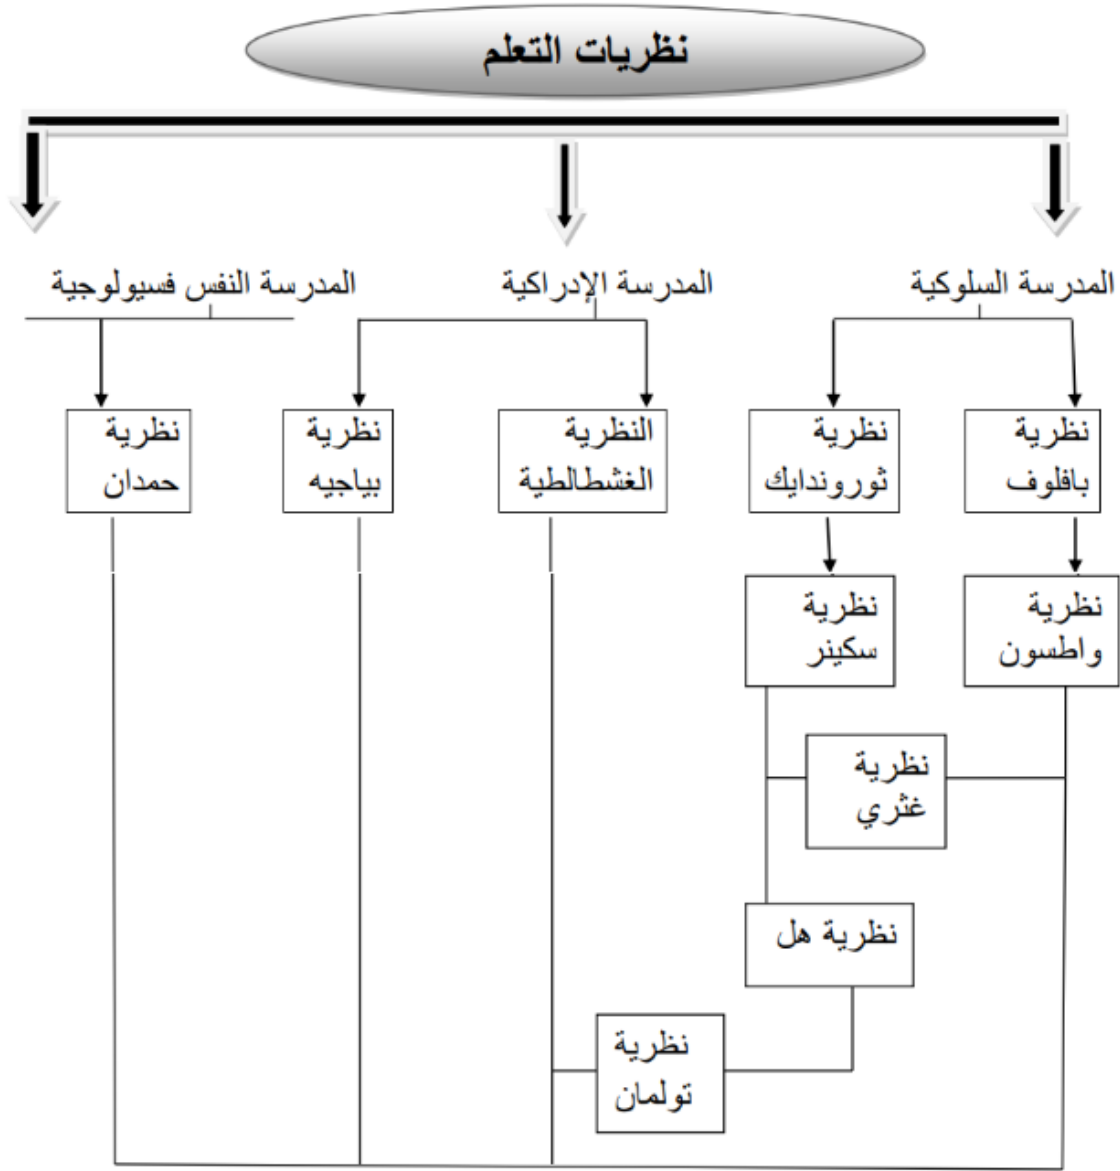 نظريات التعلم
المدرسة السلوكية
المدرسة الإدراكية
المدرسة النفس فسيولوجية
نظرية
بافلوف
نظرية
ثوروندايك
النظرية
الغشطالطية
نظرية
بياجيه
نظرية
حمدان
نظرية
واطسون
نظرية
سكينر
نظرية
غثري
نظرية هل
نظرية
تولمان